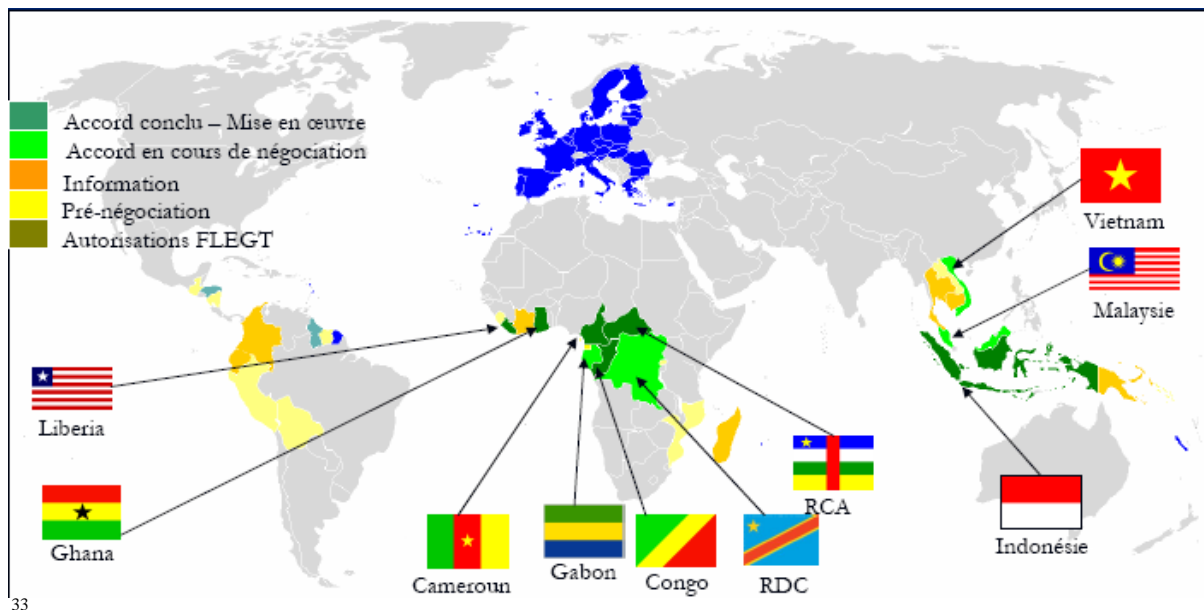 Accord conclu – Mise en œuvre
Accord en cours de négociation
Information
Pré-négociation
Autorisations FLEGT
Vietnam
Malaysie
Liberia
Ghana
Cameroun
Gabon
Congo
RDC
RCA
Indonésie
33